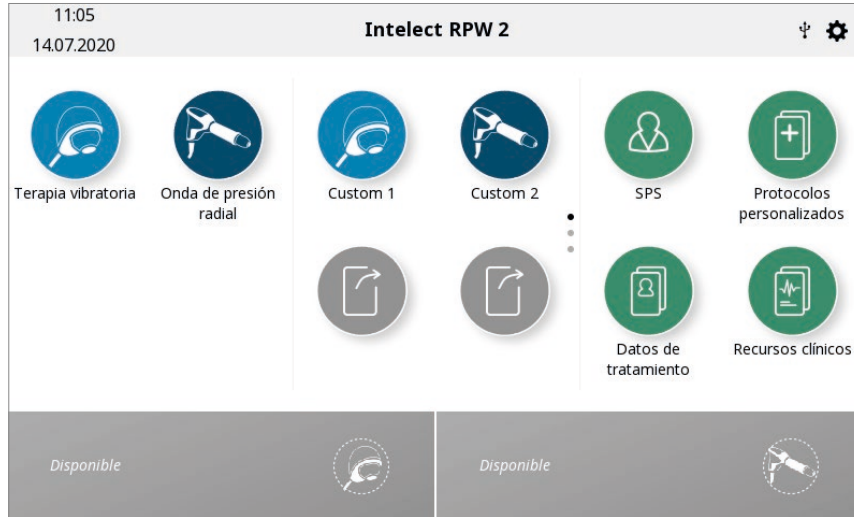 11:05
14.07.2020
Intelect RPW 2
Terapia vibratoria
Onda de presión
radial
Custom 1
Custom 2
SPS
Protocolos
personalizados
Datos de
tratamiento
Recursos clínicos
Disponible
Disponible